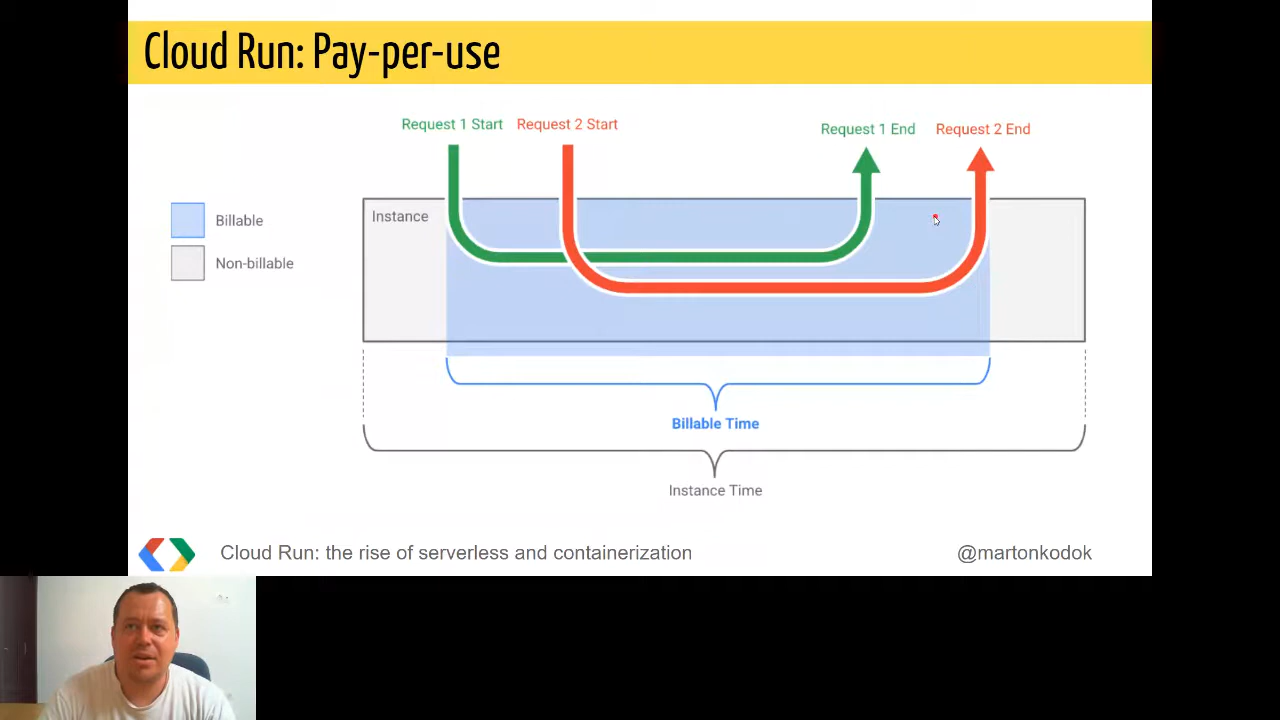 Cloud Run: Pay-per-use
Request 1 Start
Request 2 Start
Request 1 End
Request 2 End
Billable
Non-billable
Instance
Billable Time
Instance Time
Cloud Run: the rise of serverless and containerization
@martonkodok